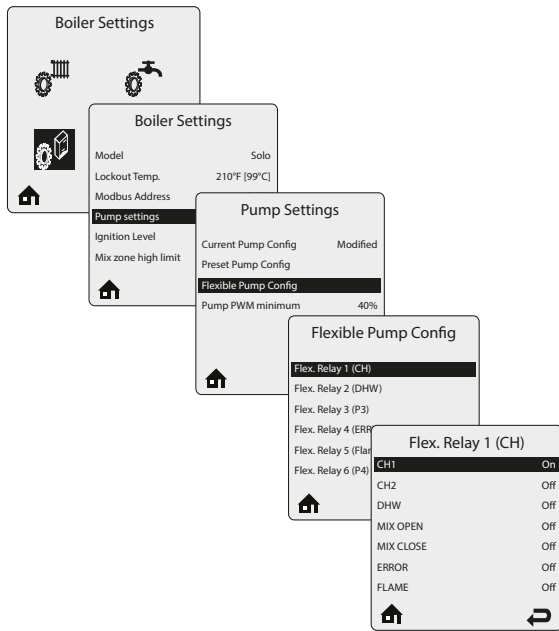 Boiler Settings
Boiler Settings
Model Solo
Lockout Temp. 210°F [99°C]
Modbus Address
Pump settings
Ignition Level
Mix zone high limit
Pump Settings
Current Pump Config Modified
Preset Pump Config
Flexible Pump Config
Pump PWM minimum 40%
Flexible Pump Config
Flex. Relay 1 (CH)
Flex. Relay 2 (DHW)
Flex. Relay 3 (P3)
Flex. Relay 4 (ERR
Flex. Relay 5 (Flar
Flex. Relay 6 (P4)
Flex. Relay 1 (CH)
CH1 On
CH2 Off
DHW Off
MIX OPEN Off
MIX CLOSE Off
ERROR Off
FLAME Off